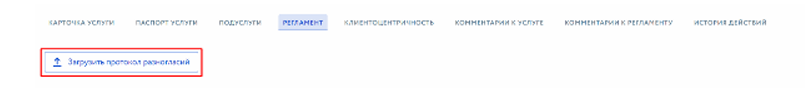 КАРТОЧКА УСЛУГИ ПАСПОРТ УСЛУГИ ПОДУСЛУГИ РЕГЛАМЕНТ КЛИЕНТОЦЕНТРИЧНОСТЬ КОММЕНТАРИИ К УСЛУГЕ КОММЕНТАРИИ К РЕГЛАМЕНТУ ИСТОРИЯ ДЕЙСТВИЙ
Загрузить протокол разногласий